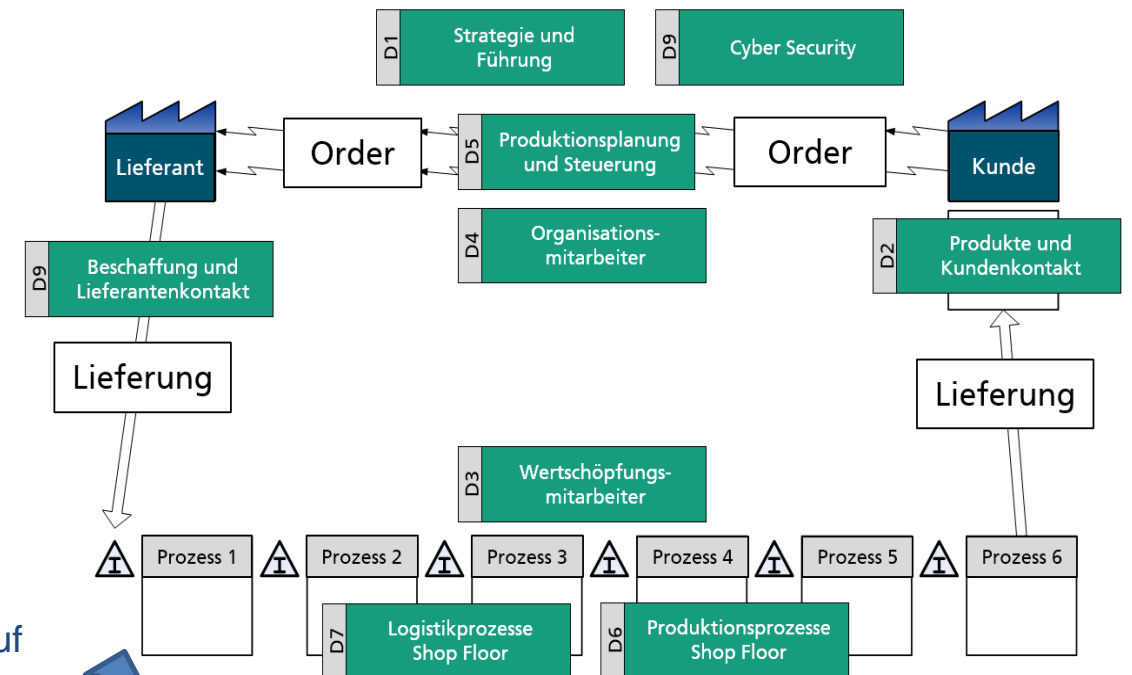 D1
Strategie und
Führung
D9
Cyber Security
Lieferant
Order
D5
Produktionsplanung
und Steuerung
Order
Kunde
D4
Organisations-
mitarbeiter
D9
Beschaffung und
Lieferantenkontakt
D2
Produkte und
Kundenkontakt
Lieferung
Lieferung
D3
Wertschöpfungs-
mitarbeiter
I
Prozess 1
I
Prozess 2
I
Prozess 3
I
Prozess 4
I
Prozess 5
I
Prozess 6
D7
Logistikprozesse
Shop Floor
D6
Produktionsprozesse
Shop Floor